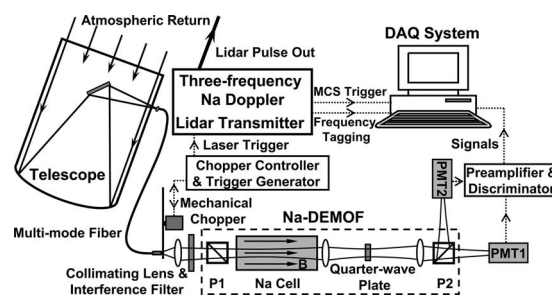 Atmospheric Return
Lidar Pulse Out
DAQ System
Three-frequency
Na Doppler
Lidar Transmitter
MCS Trigger
Frequency
Tagging
Telescope
Laser Trigger
Chopper Controller
& Trigger Generator
Signals
Preamplifier &
Discriminator
PMT2
Mechanical
Chopper
Na-DEMOF
Multi-mode Fiber
PMT1
Collimating Lens &
Interference Filter
P1
Na Cell
B
Quarter-wave
Plate
P2